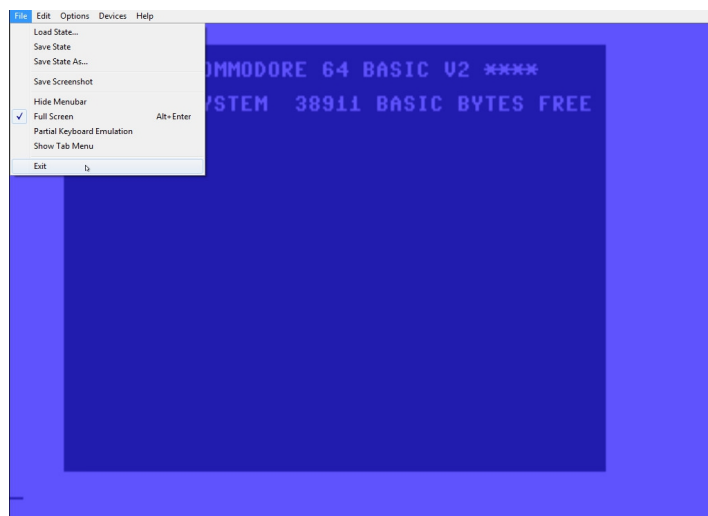 File Edit Options Devices Help
Load State...
Save State
Save State As...
Save Screenshot
Hide Menubar
Full Screen Alt+Enter
Partial Keyboard Emulation
Show Tab Menu
Exit
OMMODORE 64 BASIC V2 ****
YSTEM 38911 BASIC BYTES FREE